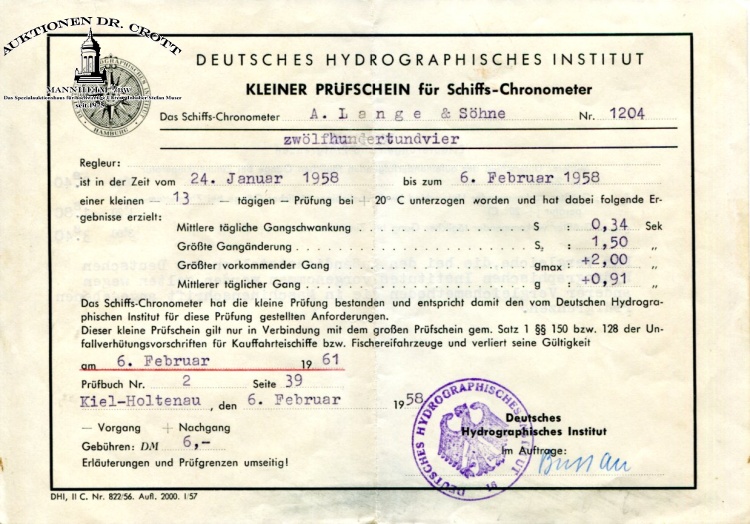 AUKTIONEN DR. CROTT
MANNHEIM
seit 1975
DEUTSCHES HYDROGRAPHISCHES INSTITUT
KLEINER PRÜFSCHEIN für Schiffs-Chronometer
Das Schiffs-Chronometer A. Lange & Söhne Nr. 1204
zwölfhundertundvier
Regleur:
ist in der Zeit vom 24. Januar 1958 bis zum 6. Februar 1958
einer kleinen — 13 — tägigen – Prüfung bei + 20° C unterzogen worden und hat dabei folgende Er-
gebnisse erzielt:
Mittlere tägliche Gangschwankung S : 0,34 Sek
Größte Gangänderung S₂ : 1,50 „
Größter vorkommender Gang gmax : +2,00 „
Mittlerer täglicher Gang g : +0,91 „
Das Schiffs-Chronometer hat die kleine Prüfung bestanden und entspricht damit den vom Deutschen Hydrogra-
phischen Institut für diese Prüfung gestellten Anforderungen.
Dieser kleine Prüfschein gilt nur in Verbindung mit dem großen Prüfschein gem. Satz 1 §§ 150 bzw. 128 der Un-
fallverhütungsvorschriften für Kauffahrteischiffe bzw. Fischereifahrzeuge und verliert seine Gültigkeit
am 6. Februar 1961
Prüfbuch Nr. 2 Seite 39
Kiel-Holtenau, den 6. Februar 1958
— Vorgang + Nachgang
Gebühren: DM 6,-
Erläuterungen und Prüfgrenzen umseitig!
DEUTSCHES HYDROGRAPHISCHES INSTITUT
16
Deutsches
Hydrographisches Institut
Im Auftrage:
DHI, II C. Nr. 822/56. Aufl. 2000. 1/57